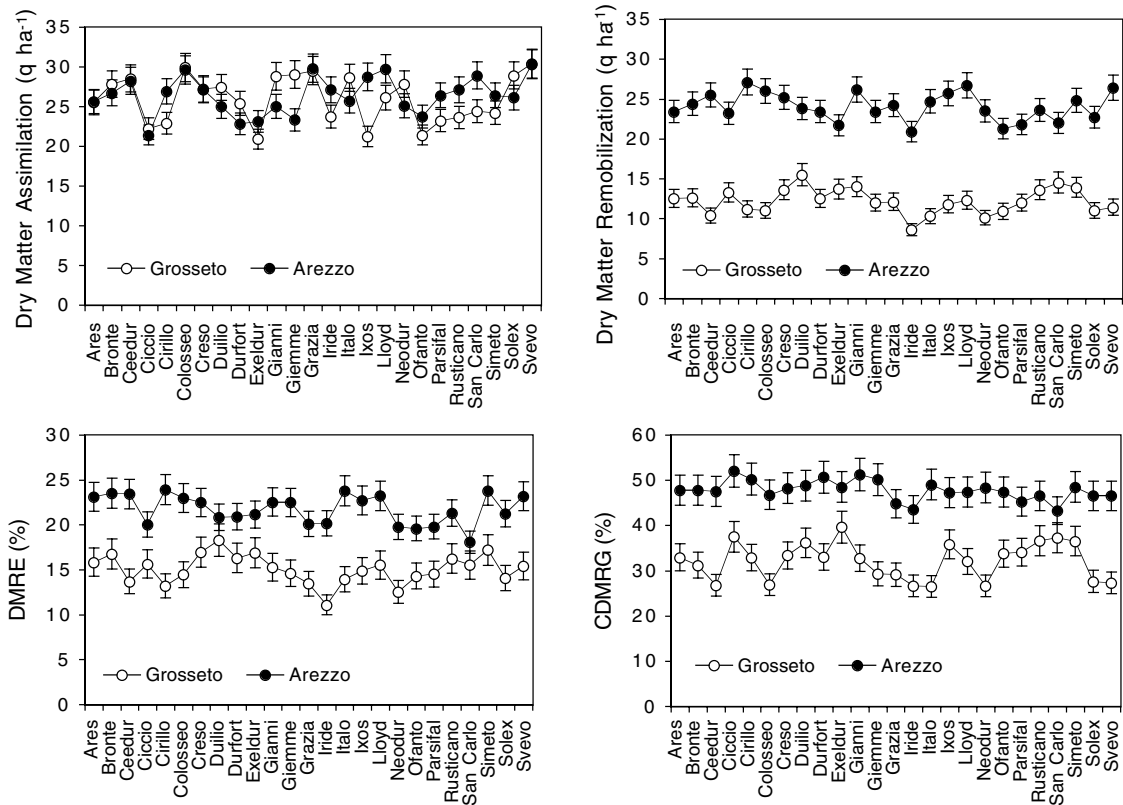 Dry Matter Assimilation (q ha-1)
35
30
25
20
15
10
5
0
Grosseto Arezzo
Ares
Bronte
Ceedur
Ciccio
Cirillo
Colosseo
Creso
Dulio
Durfort
Exeldur
Gianni
Giemme
Grazia
Iride
Italo
Ixos
Lloyd
Neodur
Ofanto
Parsifal
Rusticano
San Carlo
Simeto
Solex
Svevo
Dry Matter Remobilization (q ha-1)
35
30
25
20
15
10
5
0
Grosseto Arezzo
Ares
Bronte
Ceedur
Ciccio
Cirillo
Colosseo
Creso
Dulio
Durfort
Exeldur
Gianni
Giemme
Grazia
Iride
Italo
Ixos
Lloyd
Neodur
Ofanto
Parsifal
Rusticano
San Carlo
Simeto
Solex
Svevo
DMRE (%)
30
25
20
15
10
5
0
Grosseto Arezzo
Ares
Bronte
Ceedur
Ciccio
Cirillo
Colosseo
Creso
Duilio
Durfort
Exeldur
Gianni
Giemme
Grazia
Iride
Italo
Ixos
Lloyd
Neodur
Ofanto
Parsifal
Rusticano
San Carlo
Simeto
Solex
Svevo
CDMRG (%)
60
50
40
30
20
10
0
Grosseto Arezzo
Ares
Bronte
Ceedur
Ciccio
Cirillo
Colosseo
Creso
Duilio
Durfort
Exeldur
Gianni
Giemme
Grazia
Iride
Italo
Ixos
Lloyd
Neodur
Ofanto
Parsifal
Rusticano
San Carlo
Simeto
Solex
Svevo